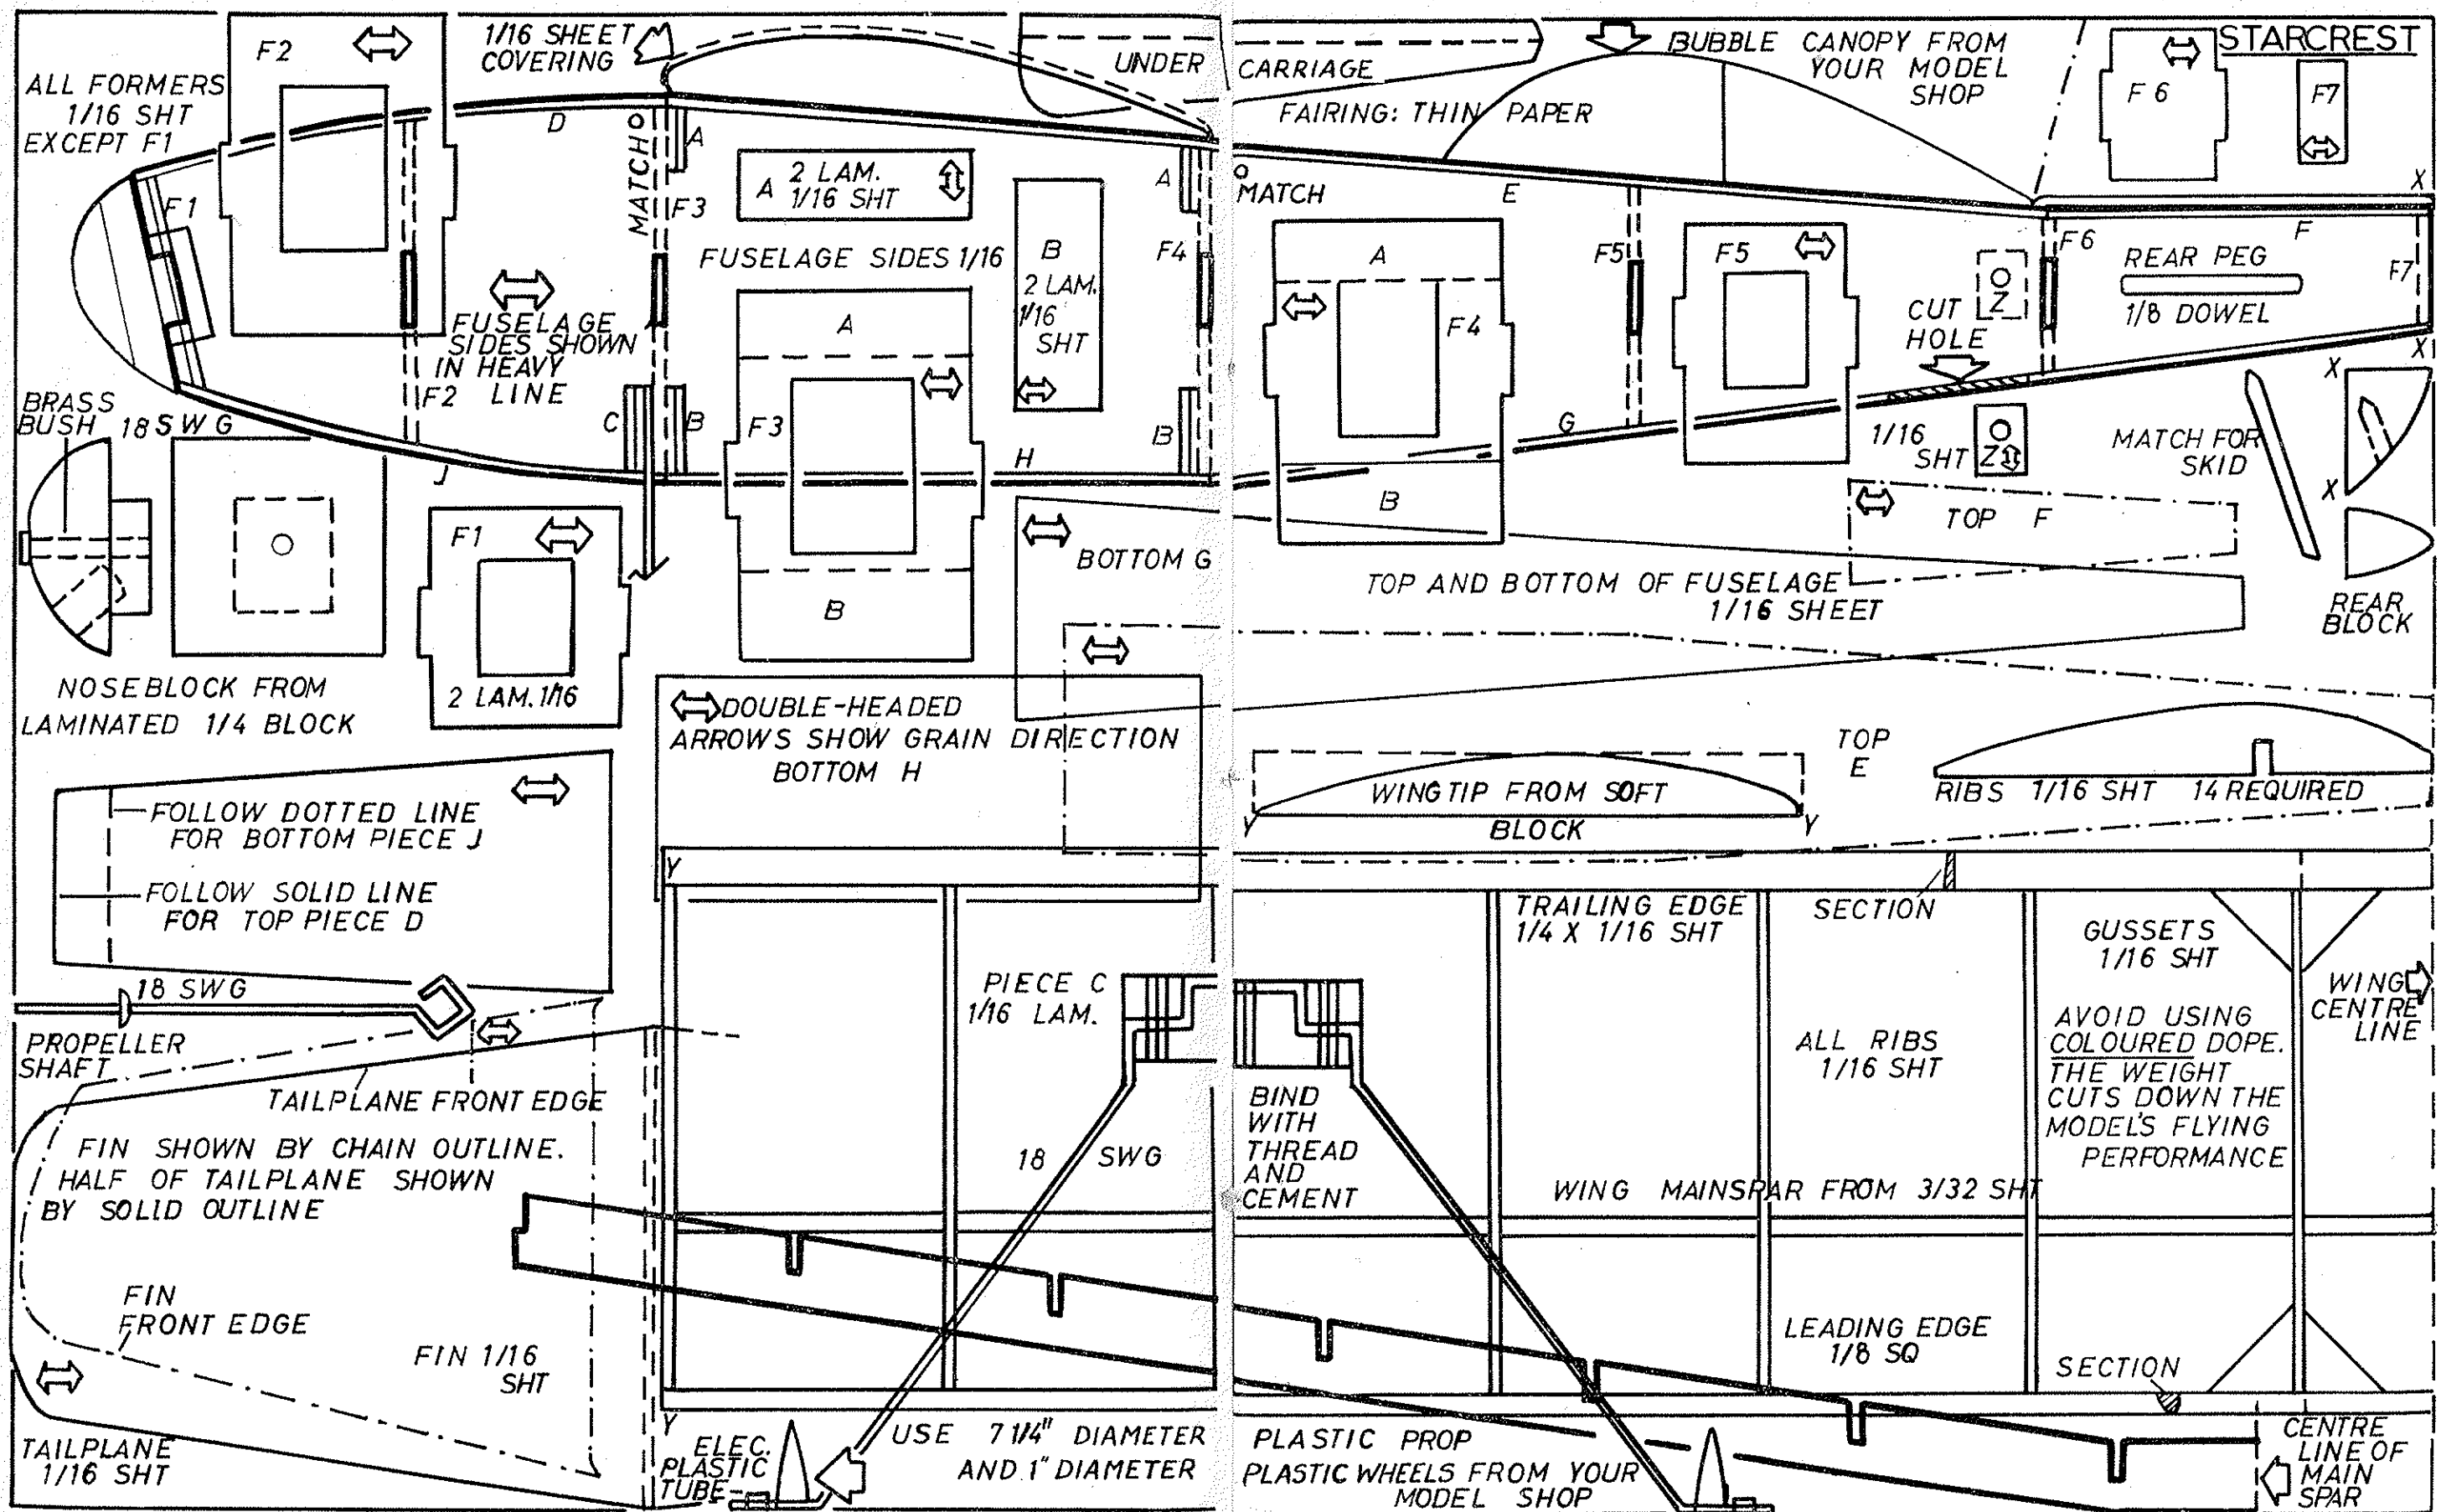 STARCREST
ALL FORMERS
1/16 SHT
EXCEPT F1
F2
1/16 SHEET
COVERING
UNDER CARRIAGE
BUBBLE CANOPY FROM
YOUR MODEL
SHOP
F6
F7
FAIRING: THIN PAPER
D
MATCH
A
F3
A
2 LAM.
1/16 SHT
A
F4
MATCH
E
X
F1
FUSELAGE SIDES 1/16
B
2 LAM.
1/16
SHT
A
F4
F5
F5
CUT
HOLE
Z
F6
REAR PEG
1/8 DOWEL
F
F7
X
FUSELAGE
SIDES SHOWN
IN HEAVY
LINE
F2
A
F3
B
C
B
B
H
G
B
J
BRASS
BUSH
18 SWG
1/16
SHT
Z
MATCH FOR
SKID
X
X
REAR
BLOCK
F1
2 LAM. 1/16
BOTTOM G
TOP F
TOP AND BOTTOM OF FUSELAGE
1/16 SHEET
NOSEBLOCK FROM
LAMINATED 1/4 BLOCK
DOUBLE-HEADED
ARROWS SHOW GRAIN DIRECTION
BOTTOM H
WINGTIP FROM SOFT
BLOCK
Y
Y
TOP
E
RIBS 1/16 SHT 14 REQUIRED
FOLLOW DOTTED LINE
FOR BOTTOM PIECE J
FOLLOW SOLID LINE
FOR TOP PIECE D
Y
TRAILING EDGE
1/4 X 1/16 SHT
SECTION
GUSSETS
1/16 SHT
WING
CENTRE
LINE
18 SWG
PROPELLER
SHAFT
PIECE C
1/16 LAM.
ALL RIBS
1/16 SHT
AVOID USING
COLOURED DOPE.
THE WEIGHT
CUTS DOWN THE
MODEL'S FLYING
PERFORMANCE
TAILPLANE FRONT EDGE
FIN SHOWN BY CHAIN OUTLINE.
HALF OF TAILPLANE SHOWN
BY SOLID OUTLINE
18 SWG
BIND
WITH
THREAD
AND
CEMENT
WING MAINSPAR FROM 3/32 SHT
FIN
FRONT EDGE
FIN 1/16
SHT
LEADING EDGE
1/8 SQ
SECTION
TAILPLANE
1/16 SHT
Y
ELEC.
PLASTIC
TUBE
USE 7 1/4" DIAMETER PLASTIC PROP
AND 1" DIAMETER PLASTIC WHEELS FROM YOUR
MODEL SHOP
CENTRE
LINE OF
MAIN
SPAR